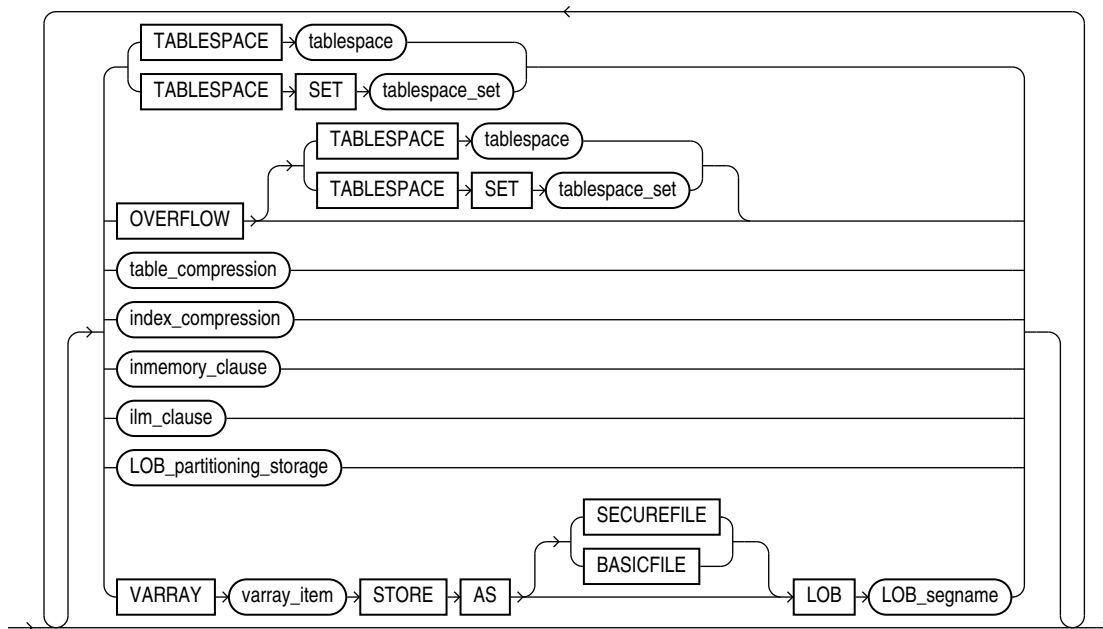 TABLESPACE tablespace
TABLESPACE SET tablespace_set
TABLESPACE tablespace
TABLESPACE SET tablespace_set
OVERFLOW
table_compression
index_compression
inmemory_clause
ilm_clause
LOB_partitioning_storage
SECUREFILE
BASICFILE
VARRAY varray_item STORE AS LOB LOB_segname